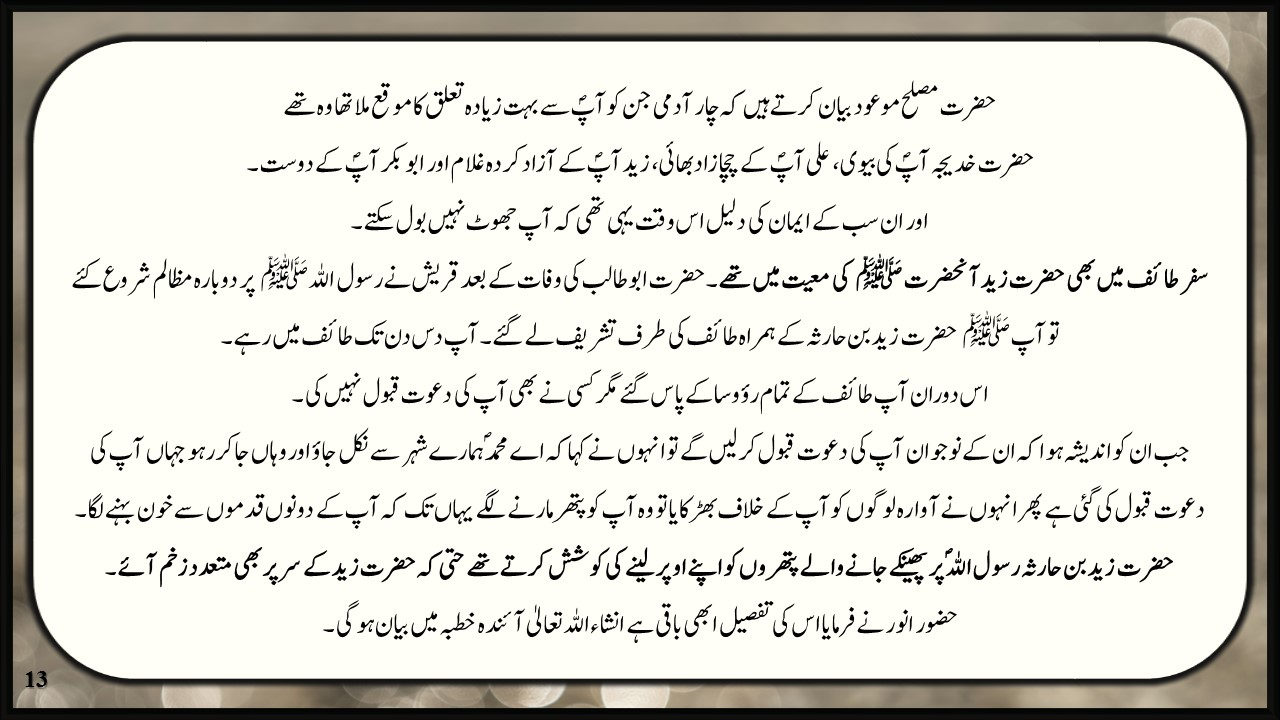 حضرت مصلح موعود بیان کرتے ہیں کہ چار آدمی جن کو آپؐ سے بہت زیادہ تعلق کا موقع ملا تھا وہ تھے
حضرت خدیجہ آپؐ کی بیوی، علی آپؐ کے چچا زاد بھائی، زید آپؐ کے آزاد کردہ غلام اور ابو بکر آپؐ کے دوست۔
اور ان سب کے ایمان کی دلیل اس وقت یہی تھی کہ آپ جھوٹ نہیں بول سکتے۔
سفر طائف میں بھی حضرت زید آنحضرت ﷺ کی معیت میں تھے۔ حضرت ابوطالب کی وفات کے بعد قریش نے رسول اللہ ﷺ پر دوبارہ مظالم شروع کئے
تو آپ ﷺ حضرت زید بن حارثہ کے ہمراہ طائف کی طرف تشریف لے گئے۔ آپ دس دن تک طائف میں رہے۔
اس دوران آپ طائف کے تمام رؤوسا کے پاس گئے مگر کسی نے بھی آپ کی دعوت قبول نہیں کی۔
جب ان کو اندیشہ ہوا کہ ان کے نوجوان آپ کی دعوت قبول کر لیں گے تو انہوں نے کہا کہ اے محمدؐ ہمارے شہر سے نکل جاؤ اور وہاں جا کر رہو جہاں آپ کی
دعوت قبول کی گئی ہے پھر انہوں نے آوارہ لوگوں کو آپ کے خلاف بھڑکایا تو وہ آپ کو پتھر مارنے لگے یہاں تک کہ آپ کے دونوں قدموں سے خون بہنے لگا۔
حضرت زید بن حارثہ رسول اللہؐ پر پھینکے جانے والے پتھروں کو اپنے اوپر لینے کی کوشش کرتے تھے حتی کہ حضرت زید کے سر پر بھی متعدد زخم آئے۔
حضور انور نے فرمایا اس کی تفصیل ابھی باقی ہے انشاء اللہ تعالیٰ آئندہ خطبہ میں بیان ہو گی۔
13